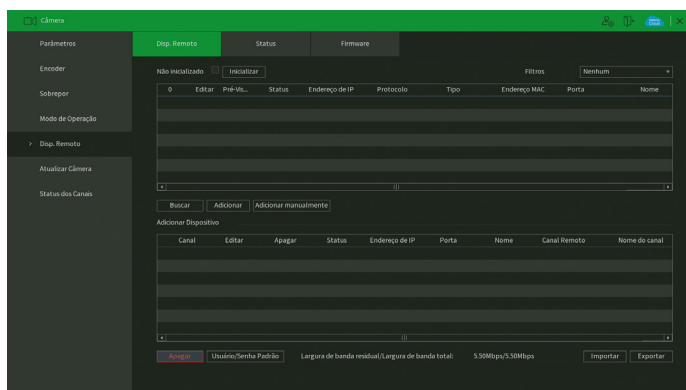 Câmera
Parâmetros
Encoder
Sobrepor
Modo de Operação
> Disp. Remoto
Atualizar Câmera
Status dos Canais
Disp. Remoto Status Firmware
Não inicializado Inicializar Filtros Nenhum
0 Editar Pré-Vis... Status Endereço de IP Protocolo Tipo Endereço MAC Porta Nome
Buscar Adicionar Adicionar manualmente
Adicionar Dispositivo
Canal Editar Apagar Status Endereço de IP Porta Nome Canal Remoto Nome do canal
Apagar Usuário/Senha Padrão Largura de banda residual/Largura de banda total: 5.50Mbps/5.50Mbps Importar Exportar